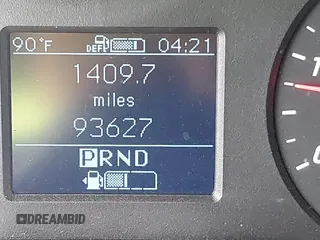 90°F DEF 04:21
1409.7
miles
93627
PRND
DREAMBID